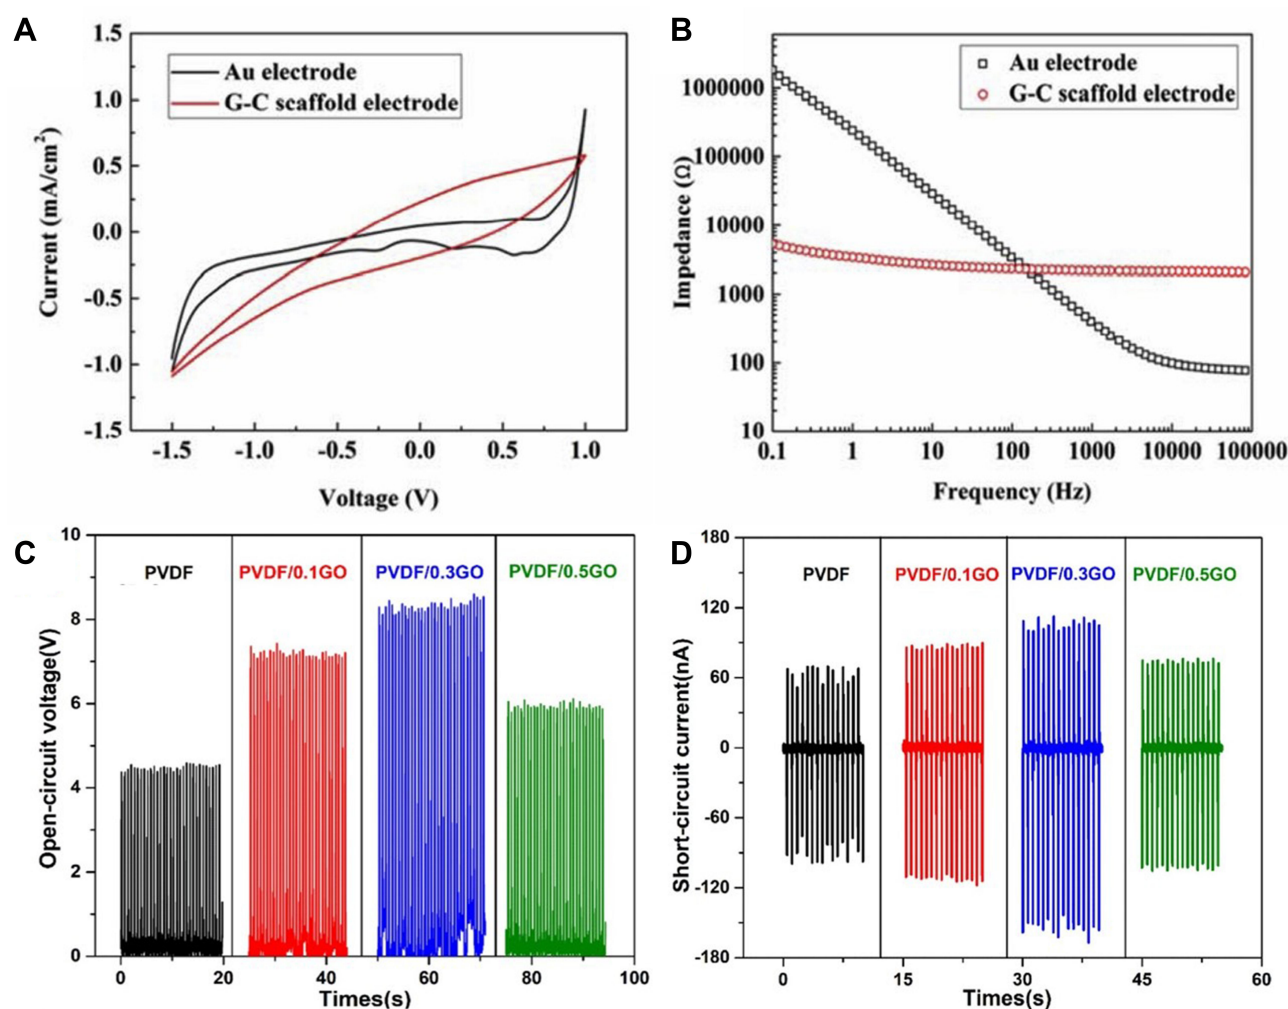 A
1.5
1.0
0.5
0.0
-0.5
-1.0
-1.5
Current (mA/cm²)
Au electrode
G-C scaffold electrode
-1.5 -1.0 -0.5 0.0 0.5 1.0
Voltage (V)
B
1000000
100000
10000
1000
100
10
Impedance (Ω)
Au electrode
G-C scaffold electrode
0.1 1 10 100 1000 10000 100000
Frequency (Hz)
C
10
8
6
4
2
0
Open-circuit voltage(V)
PVDF PVDF/0.1GO PVDF/0.3GO PVDF/0.5GO
0 20 40 60 80 100
Times(s)
D
180
120
60
0
-60
-120
-180
Short-circuit current(nA)
PVDF PVDF/0.1GO PVDF/0.3GO PVDF/0.5GO
0 15 30 45 60
Times(s)